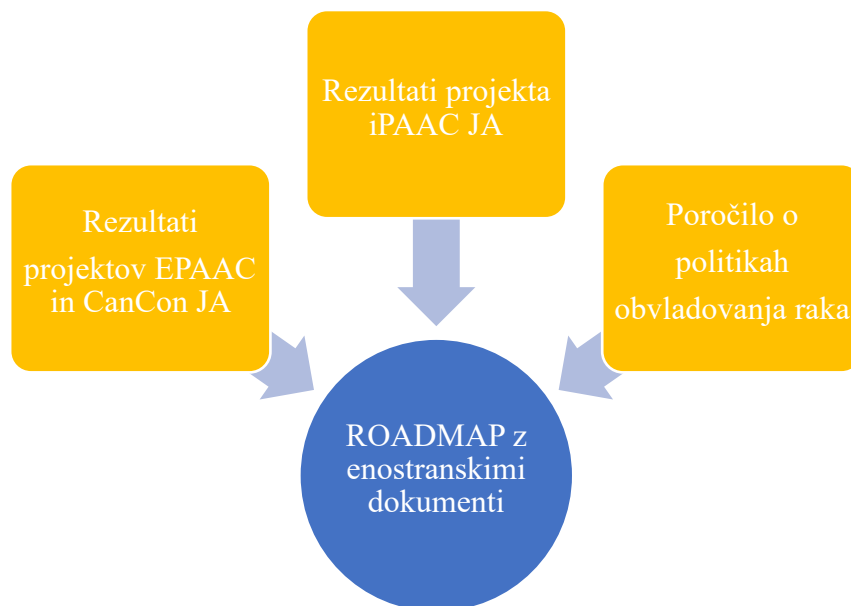 Rezultati projekta
iPAAC JA
Rezultati
projektov EPAAC
in CanCon JA
Poročilo o
politikah
obvladovanja raka
ROADMAP z
enostranskimi
dokumenti